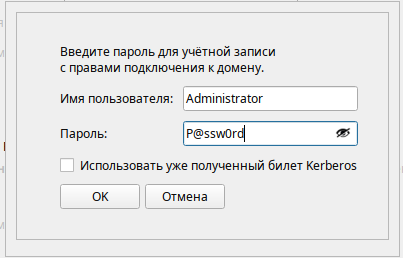 Введите пароль для учётной записи
с правами подключения к домену.
Имя пользователя: Administrator
Пароль: P@ssw0rd
Использовать уже полученный билет Kerberos
OK Отмена